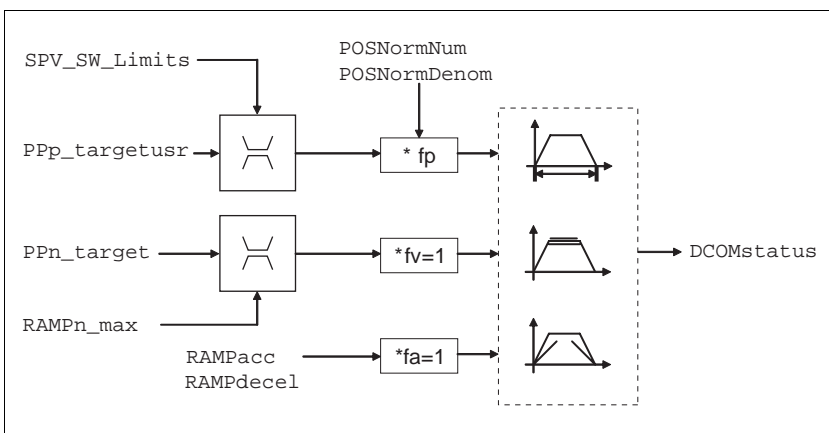 POSNormNum
POSNormDenom
SPV_SW_Limits
PPp_targetusr
* fp
PPn_target
*fv=1
DCOMstatus
RAMPn_max
RAMPacc
RAMPdecel
*fa=1